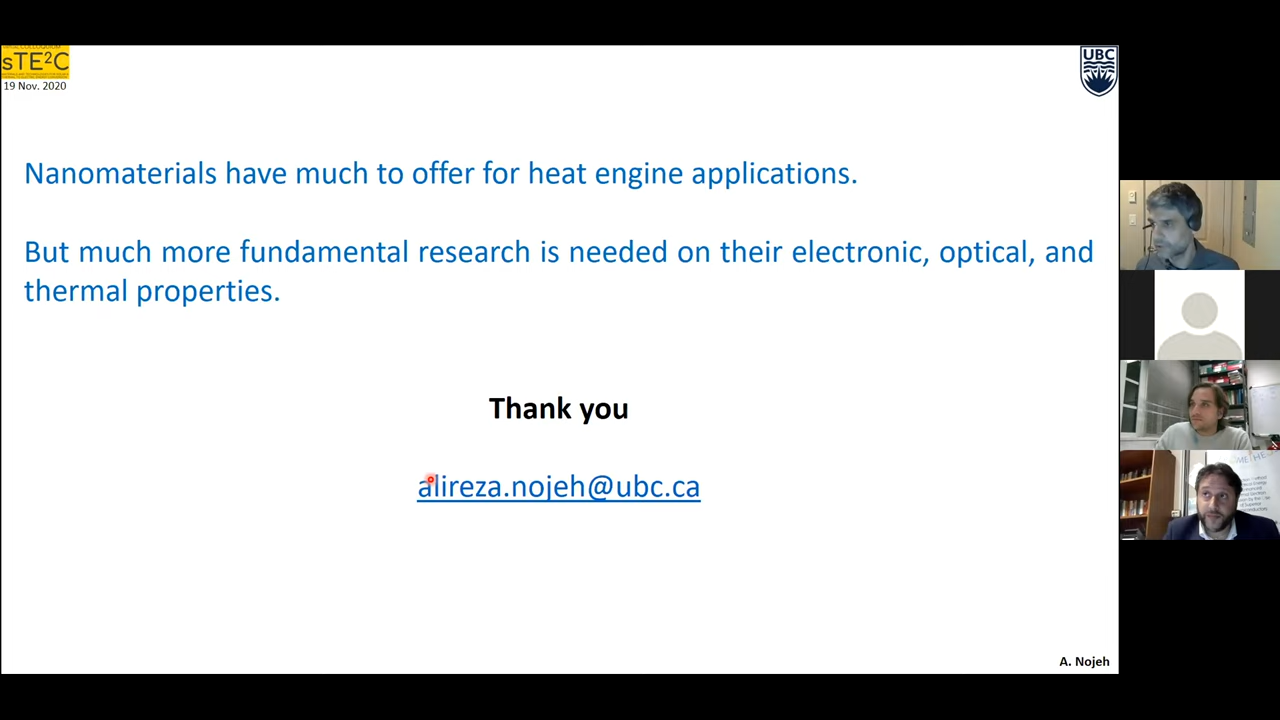 sTE²C
19 Nov. 2020
UBC
Nanomaterials have much to offer for heat engine applications.
But much more fundamental research is needed on their electronic, optical, and
thermal properties.
Thank you
alireza.nojeh@ubc.ca
A. Nojeh